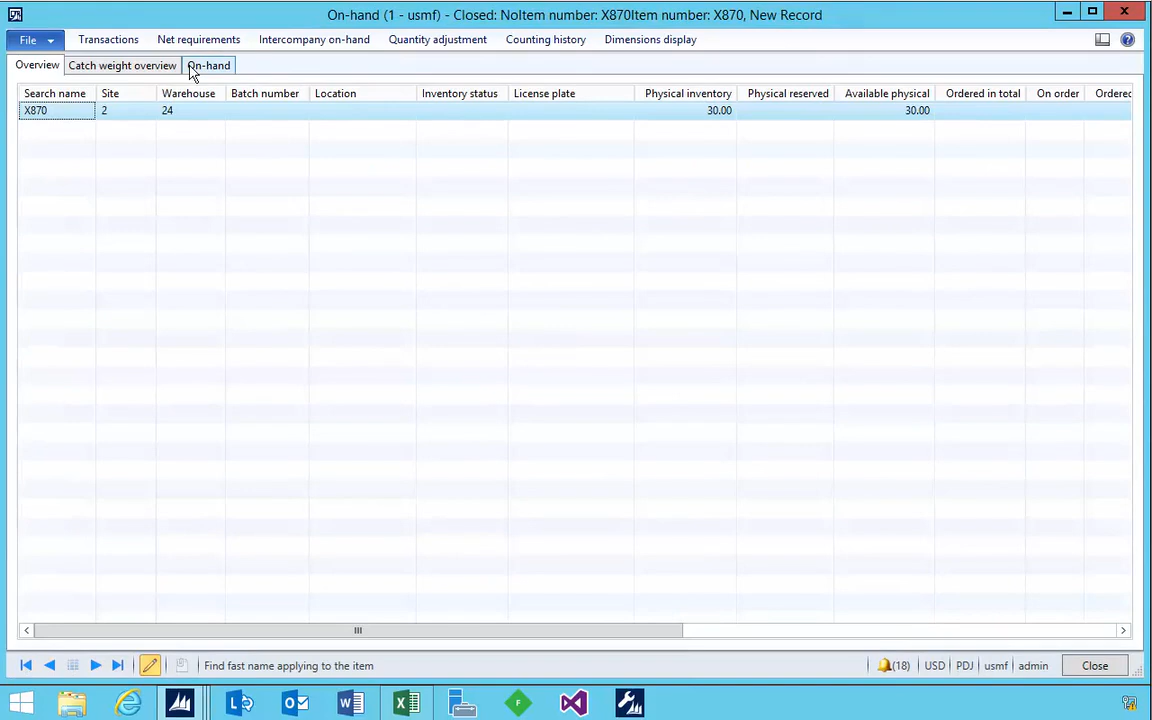 On-hand (1 - usmf) - Closed: NoItem number: X870Item number: X870, New Record
File Transactions Net requirements Intercompany on-hand Quantity adjustment Counting history Dimensions display
Overview Catch weight overview On-hand
Search name Site Warehouse Batch number Location Inventory status License plate Physical inventory Physical reserved Available physical Ordered in total On order Ordered
X870 2 24 30.00 30.00
Find fast name applying to the item (18) USD PDJ usmf admin Close